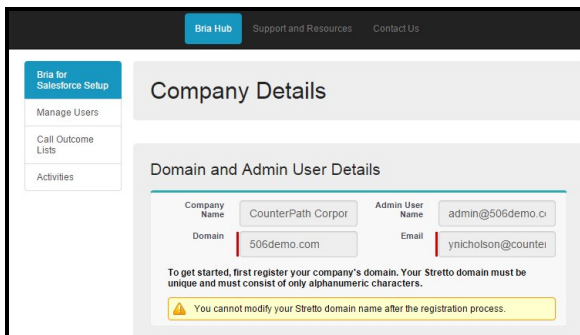 Bria Hub Support and Resources Contact Us
Bria for
Salesforce Setup
Manage Users
Call Outcome
Lists
Activities
Company Details
Domain and Admin User Details
Company
Name
CounterPath Corpor
Admin User
Name
admin@506demo.c
Domain
506demo.com
Email
ynicholson@counter
To get started, first register your company's domain. Your Stretto domain must be
unique and must consist of only alphanumeric characters.
You cannot modify your Stretto domain name after the registration process.